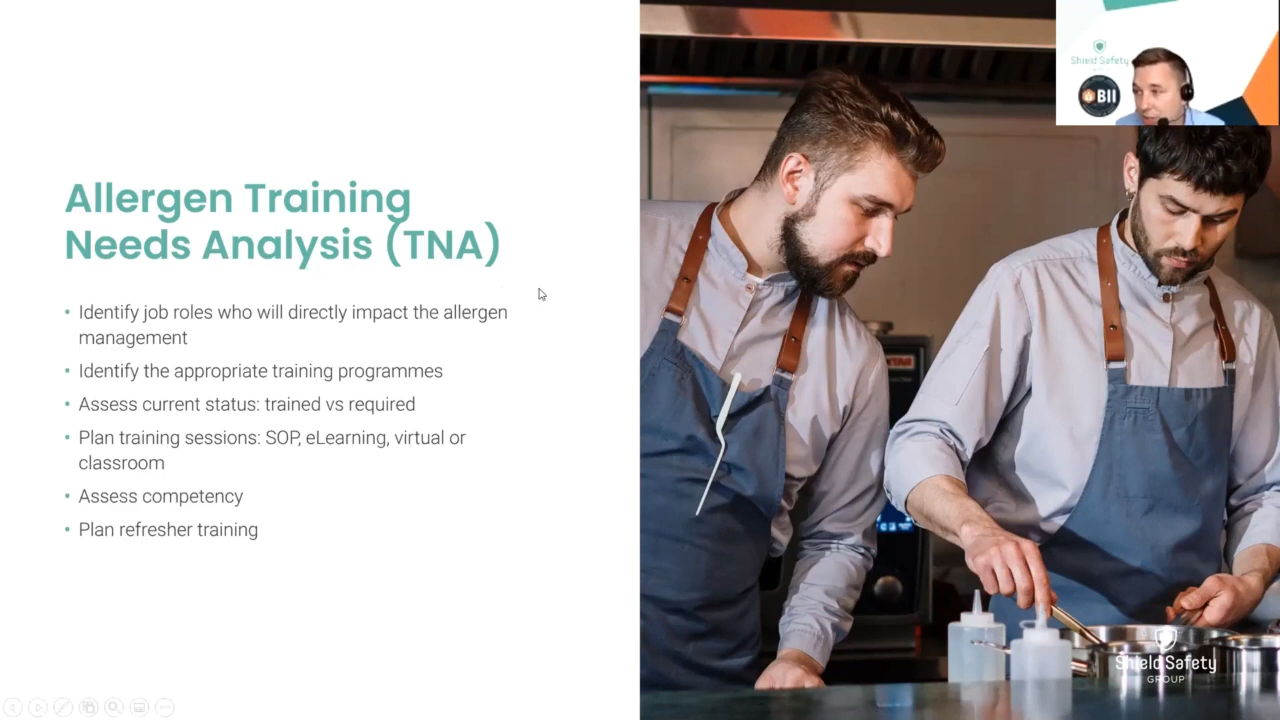 Allergen Training
Needs Analysis (TNA)
• Identify job roles who will directly impact the allergen
management
• Identify the appropriate training programmes
• Assess current status: trained vs required
• Plan training sessions: SOP, eLearning, virtual or
classroom
• Assess competency
• Plan refresher training
Shield Safety
BII
Shield Safety
GROUP